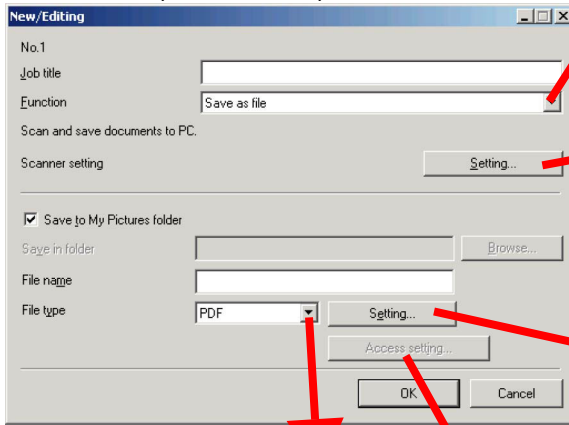 New/Editing
No.1
Job title
Function Save as file
Scan and save documents to PC.
Scanner setting Setting...
Save to My Pictures folder
Save in folder Browse...
File name
File type PDF Setting...
Access setting...
OK Cancel